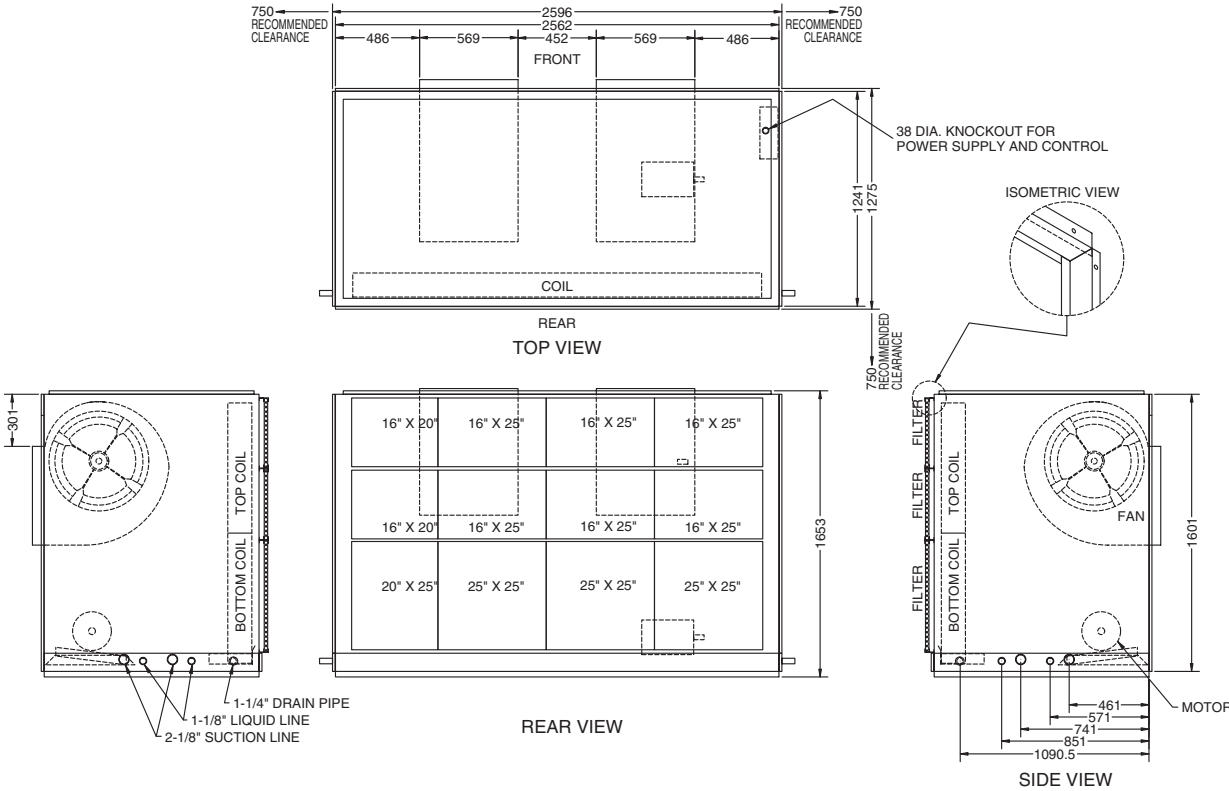 750
RECOMMENDED
CLEARANCE
2596
2562
750
RECOMMENDED
CLEARANCE
486
569
452
569
486
FRONT
38 DIA. KNOCKOUT FOR
POWER SUPPLY AND CONTROL
1241
1275
ISOMETRIC VIEW
COIL
REAR
TOP VIEW
750
RECOMMENDED
CLEARANCE
301
TOP COIL
BOTTOM COIL
1-1/4" DRAIN PIPE
1-1/8" LIQUID LINE
2-1/8" SUCTION LINE
16" X 20"
16" X 25"
16" X 25"
16" X 25"
16" X 20"
16" X 25"
16" X 25"
16" X 25"
20" X 25"
25" X 25"
25" X 25"
25" X 25"
1653
REAR VIEW
FILTER
FILTER
FILTER
TOP COIL
BOTTOM COIL
FAN
1601
MOTOR
461
571
741
851
1090.5
SIDE VIEW